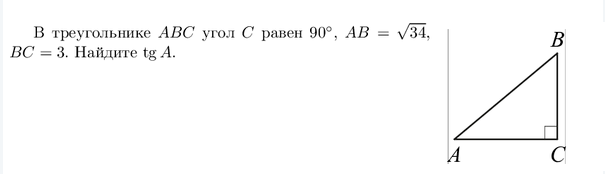 В треугольнике ABC угол C равен 90°, AB = √34,
BC = 3. Найдите tg A.
B
A
C